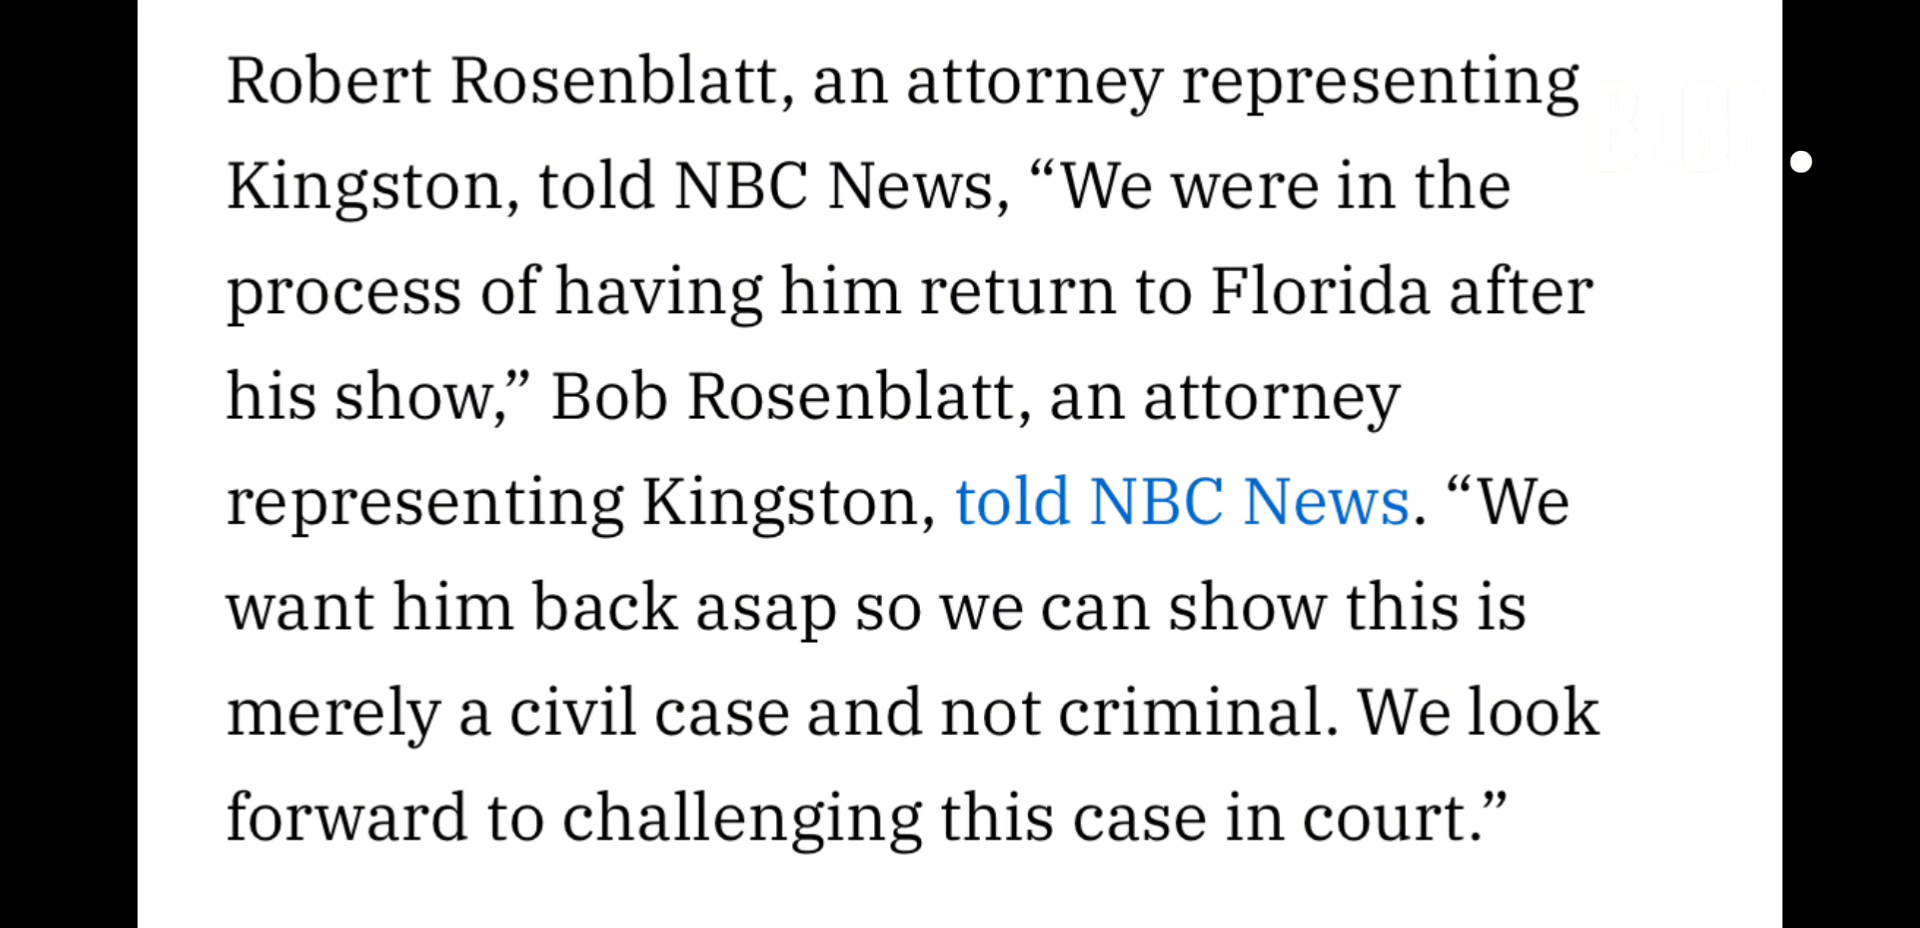 Robert Rosenblatt, an attorney representing
Kingston, told NBC News, “We were in the
process of having him return to Florida after
his show,” Bob Rosenblatt, an attorney
representing Kingston, told NBC News. “We
want him back asap so we can show this is
merely a civil case and not criminal. We look
forward to challenging this case in court.”